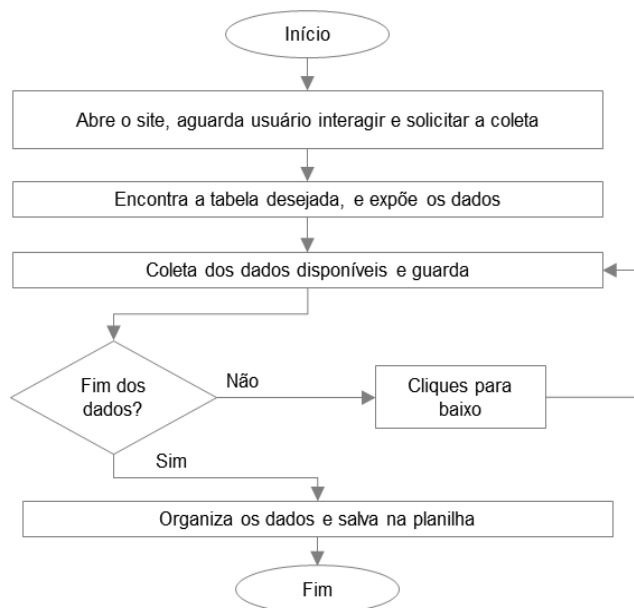 Início
Abre o site, aguarda usuário interagir e solicitar a coleta
Encontra a tabela desejada, e expõe os dados
Coleta dos dados disponíveis e guarda
Fim dos
dados?
Não
Cliques para
baixo
Sim
Organiza os dados e salva na planilha
Fim